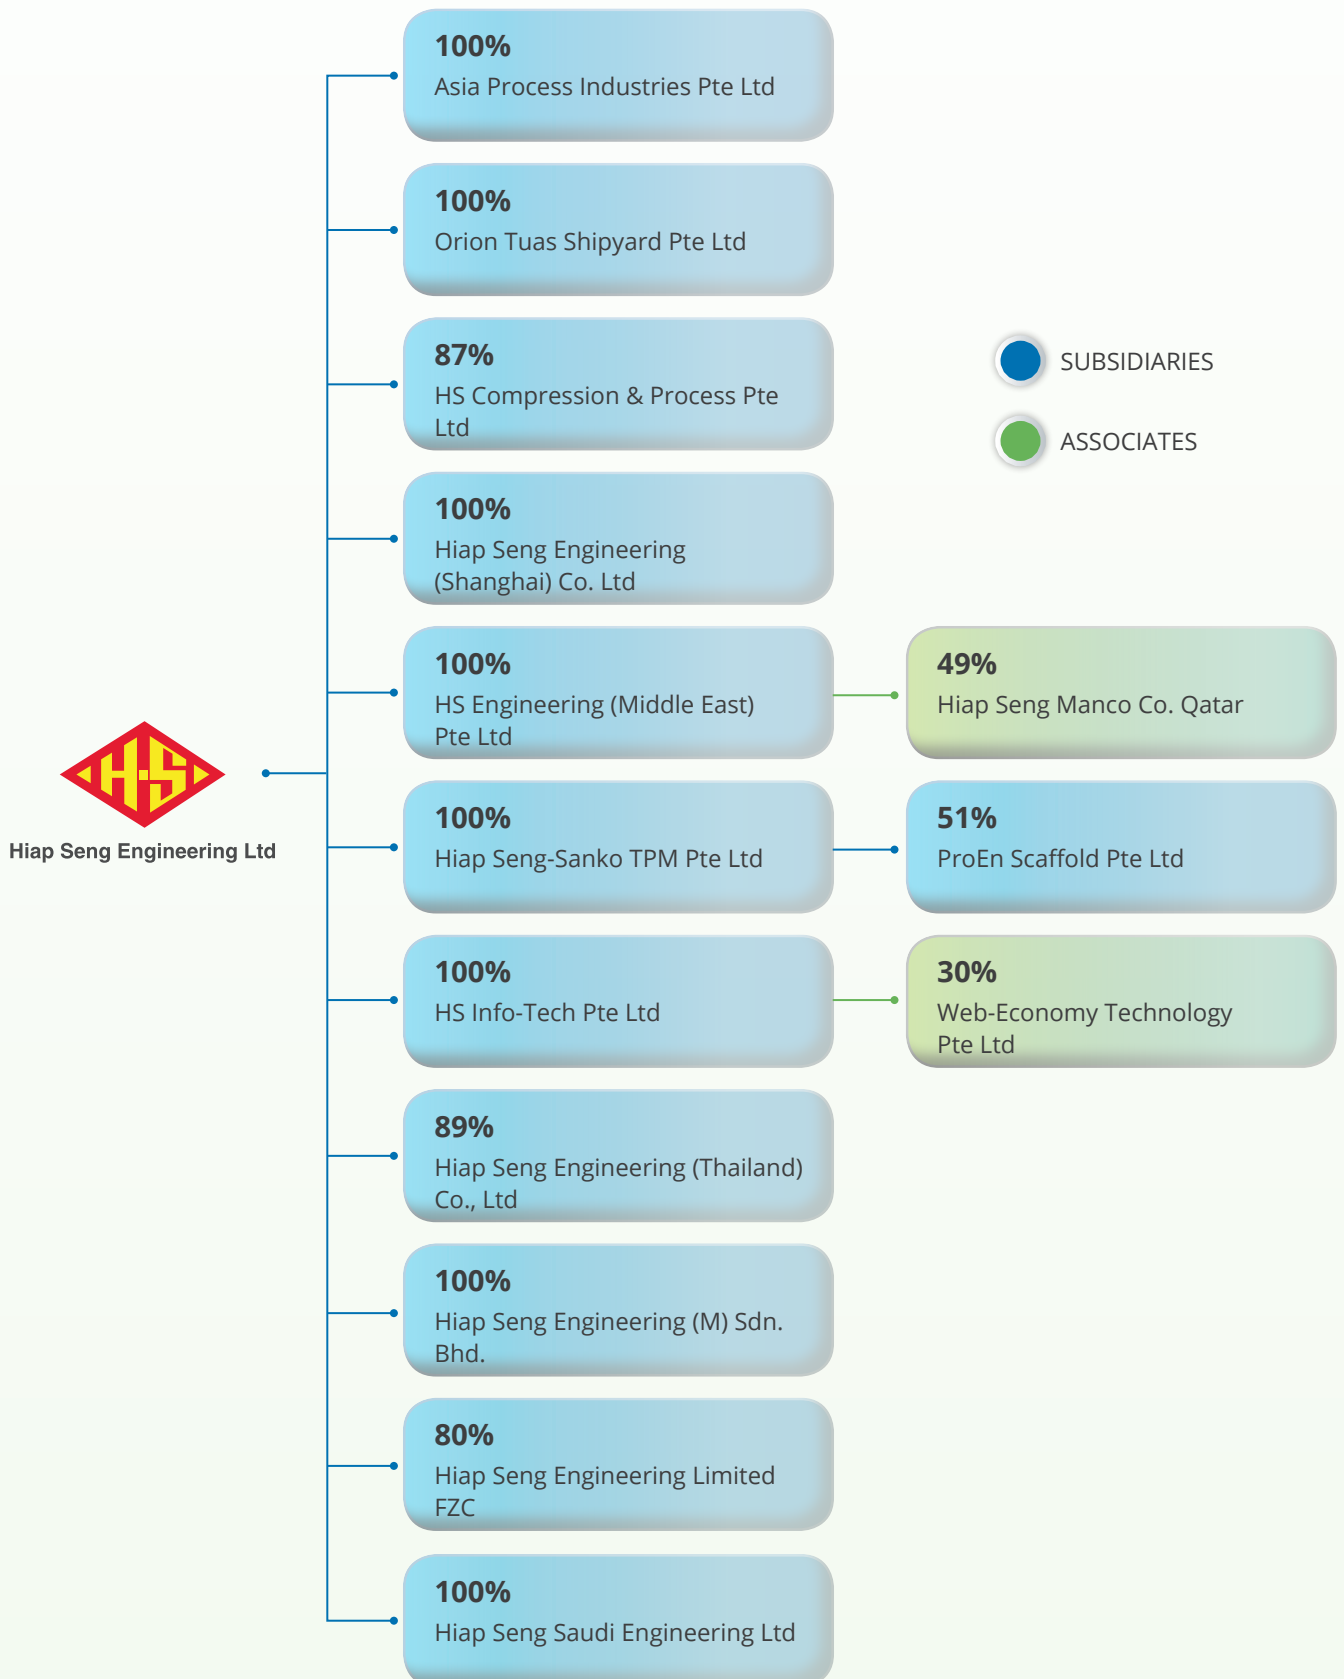 100%
Asia Process Industries Pte Ltd
100%
Orion Tuas Shipyard Pte Ltd
87%
HS Compression & Process Pte
Ltd
SUBSIDIARIES
ASSOCIATES
100%
Hiap Seng Engineering
(Shanghai) Co. Ltd
100%
HS Engineering (Middle East)
Pte Ltd
49%
Hiap Seng Manco Co. Qatar
H-S
Hiap Seng Engineering Ltd
100%
Hiap Seng-Sanko TPM Pte Ltd
51%
ProEn Scaffold Pte Ltd
100%
HS Info-Tech Pte Ltd
30%
Web-Economy Technology
Pte Ltd
89%
Hiap Seng Engineering (Thailand)
Co., Ltd
100%
Hiap Seng Engineering (M) Sdn.
Bhd.
80%
Hiap Seng Engineering Limited
FZC
100%
Hiap Seng Saudi Engineering Ltd